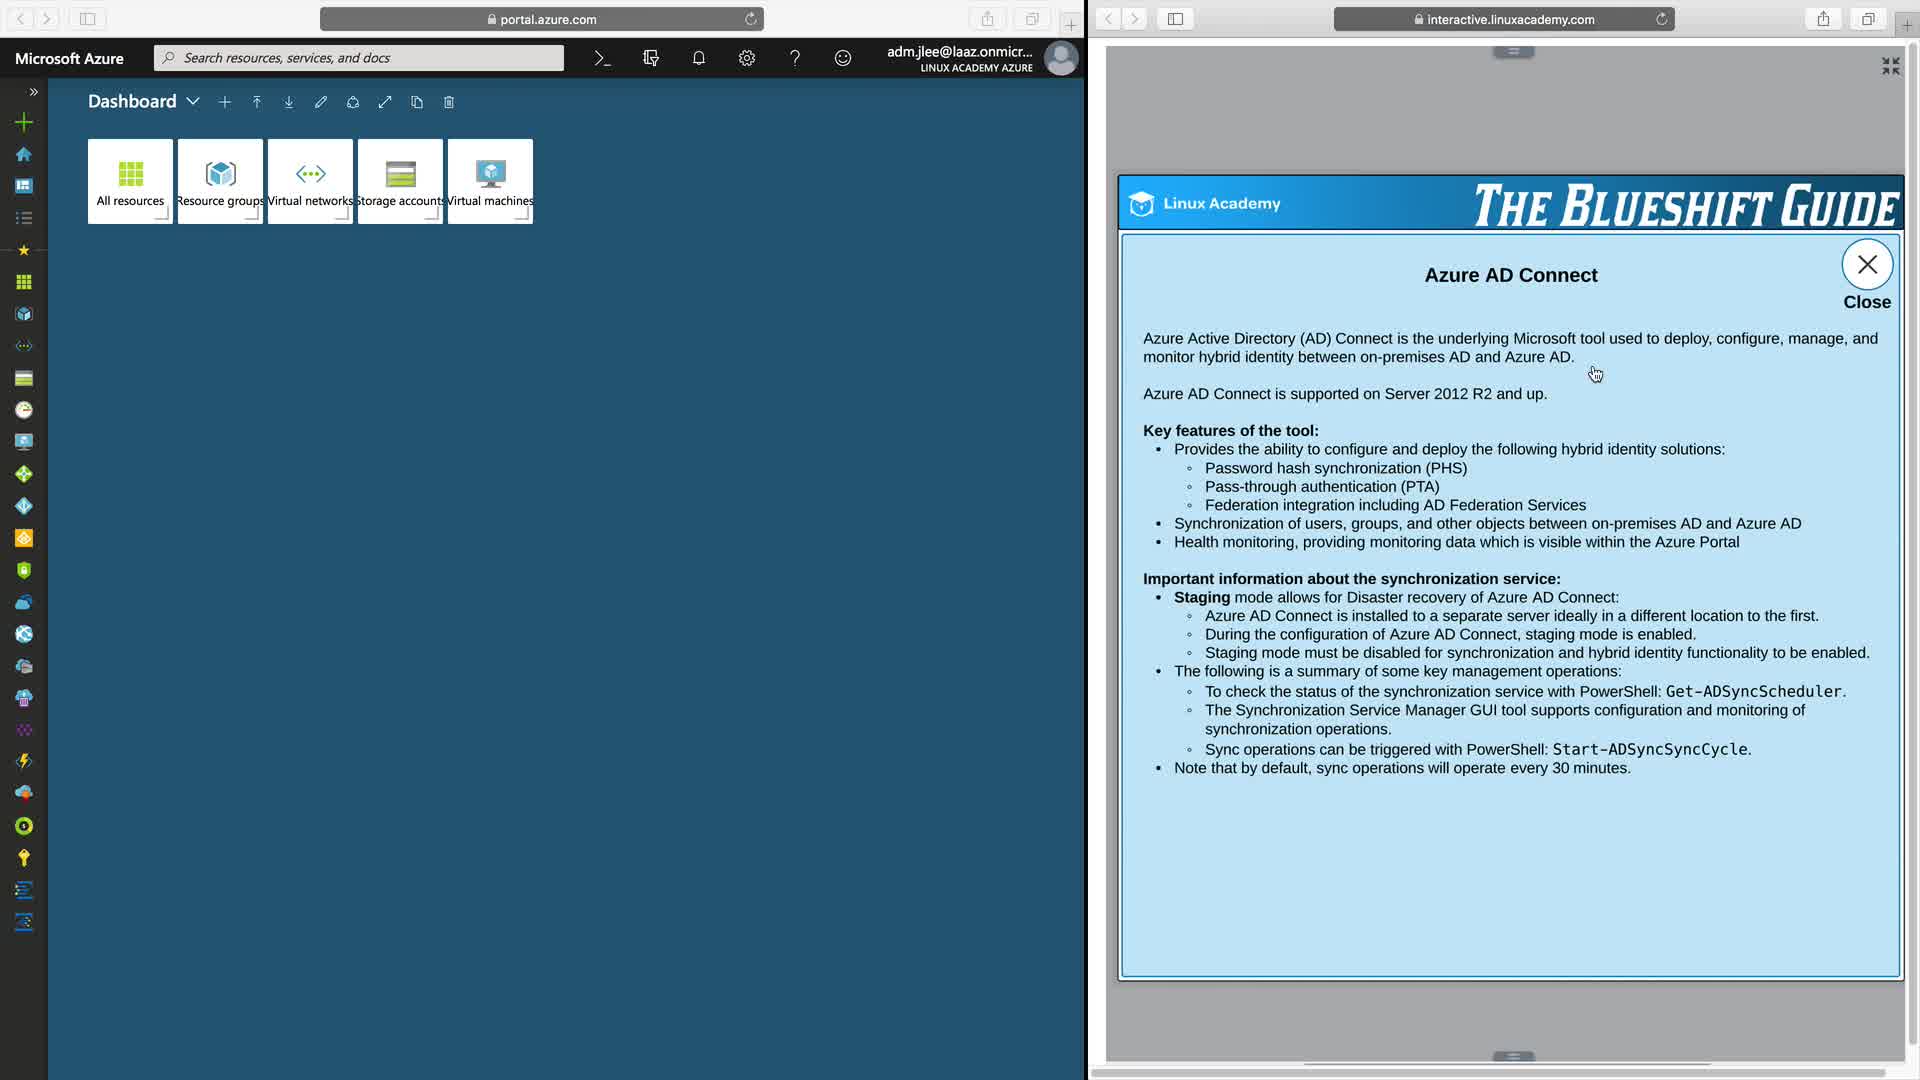 portal.azure.com
Microsoft Azure
Search resources, services, and docs
adm.jlee@laaz.onmicr...
LINUX ACADEMY AZURE
Dashboard
All resources
Resource groups
Virtual networks
Storage accounts
Virtual machines
interactive.linuxacademy.com
Linux Academy
THE BLUESHIFT GUIDE
Azure AD Connect
Close
Azure Active Directory (AD) Connect is the underlying Microsoft tool used to deploy, configure, manage, and
monitor hybrid identity between on-premises AD and Azure AD.
Azure AD Connect is supported on Server 2012 R2 and up.
Key features of the tool:
• Provides the ability to configure and deploy the following hybrid identity solutions:
◦ Password hash synchronization (PHS)
◦ Pass-through authentication (PTA)
◦ Federation integration including AD Federation Services
• Synchronization of users, groups, and other objects between on-premises AD and Azure AD
• Health monitoring, providing monitoring data which is visible within the Azure Portal
Important information about the synchronization service:
• Staging mode allows for Disaster recovery of Azure AD Connect:
◦ Azure AD Connect is installed to a separate server ideally in a different location to the first.
◦ During the configuration of Azure AD Connect, staging mode is enabled.
◦ Staging mode must be disabled for synchronization and hybrid identity functionality to be enabled.
• The following is a summary of some key management operations:
◦ To check the status of the synchronization service with PowerShell: Get-ADSyncScheduler.
◦ The Synchronization Service Manager GUI tool supports configuration and monitoring of
synchronization operations.
◦ Sync operations can be triggered with PowerShell: Start-ADSyncSyncCycle.
• Note that by default, sync operations will operate every 30 minutes.